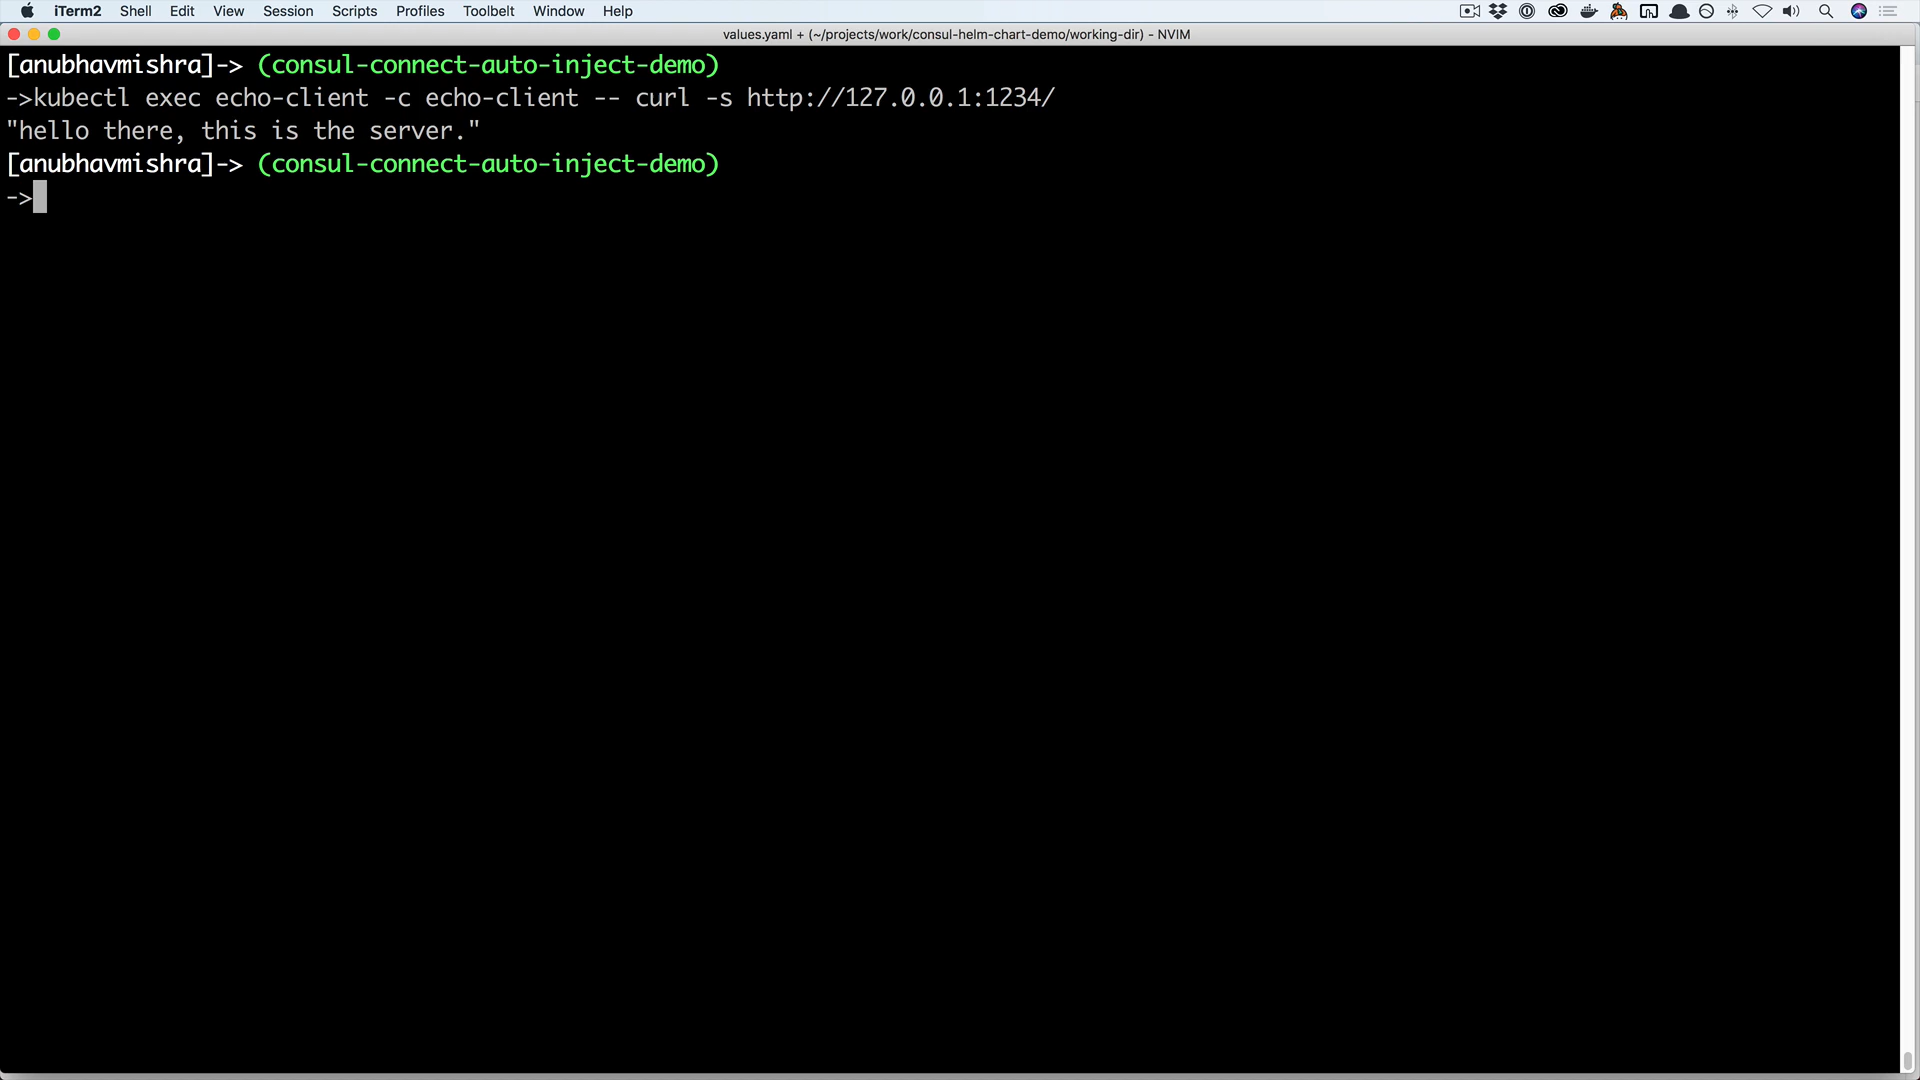 iTerm2 Shell Edit View Session Scripts Profiles Toolbelt Window Help
values.yaml + (~/projects/work/consul-helm-chart-demo/working-dir) - NVIM
[anubhavmishra]-> (consul-connect-auto-inject-demo)
->kubectl exec echo-client -c echo-client -- curl -s http://127.0.0.1:1234/
"hello there, this is the server."
[anubhavmishra]-> (consul-connect-auto-inject-demo)
->